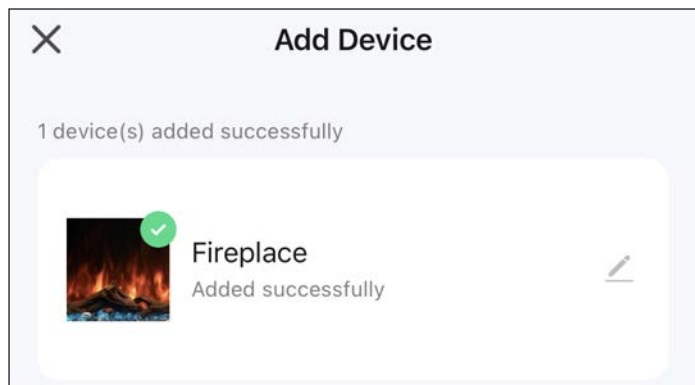 Add Device
1 device(s) added successfully
Fireplace
Added successfully